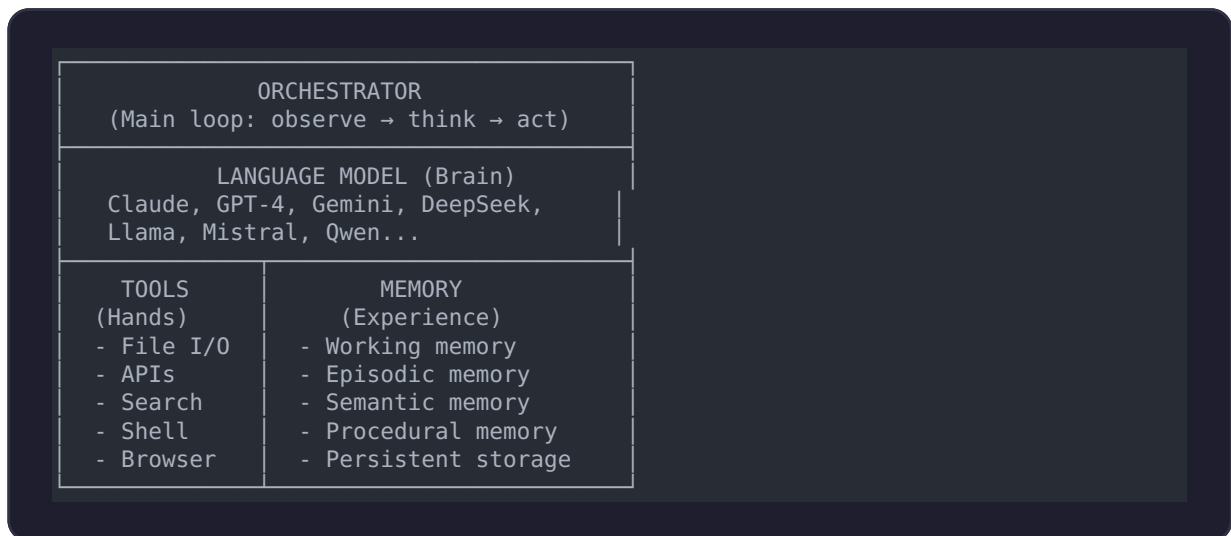 ORCHESTRATOR
(Main loop: observe → think → act)
LANGUAGE MODEL (Brain)
Claude, GPT-4, Gemini, DeepSeek,
Llama, Mistral, Qwen...
TOOLS
(Hands)
- File I/O
- APIs
- Search
- Shell
- Browser
MEMORY
(Experience)
- Working memory
- Episodic memory
- Semantic memory
- Procedural memory
- Persistent storage